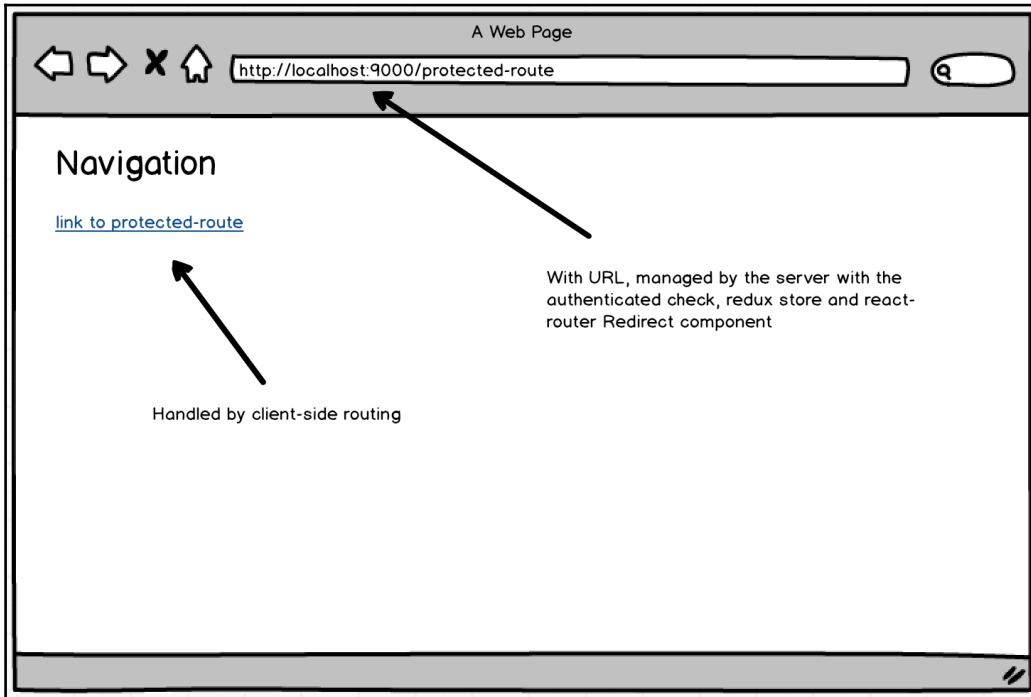 A Web Page
http://localhost:9000/protected-route
Navigation
link to protected-route
With URL, managed by the server with the
authenticated check, redux store and react-
router Redirect component
Handled by client-side routing